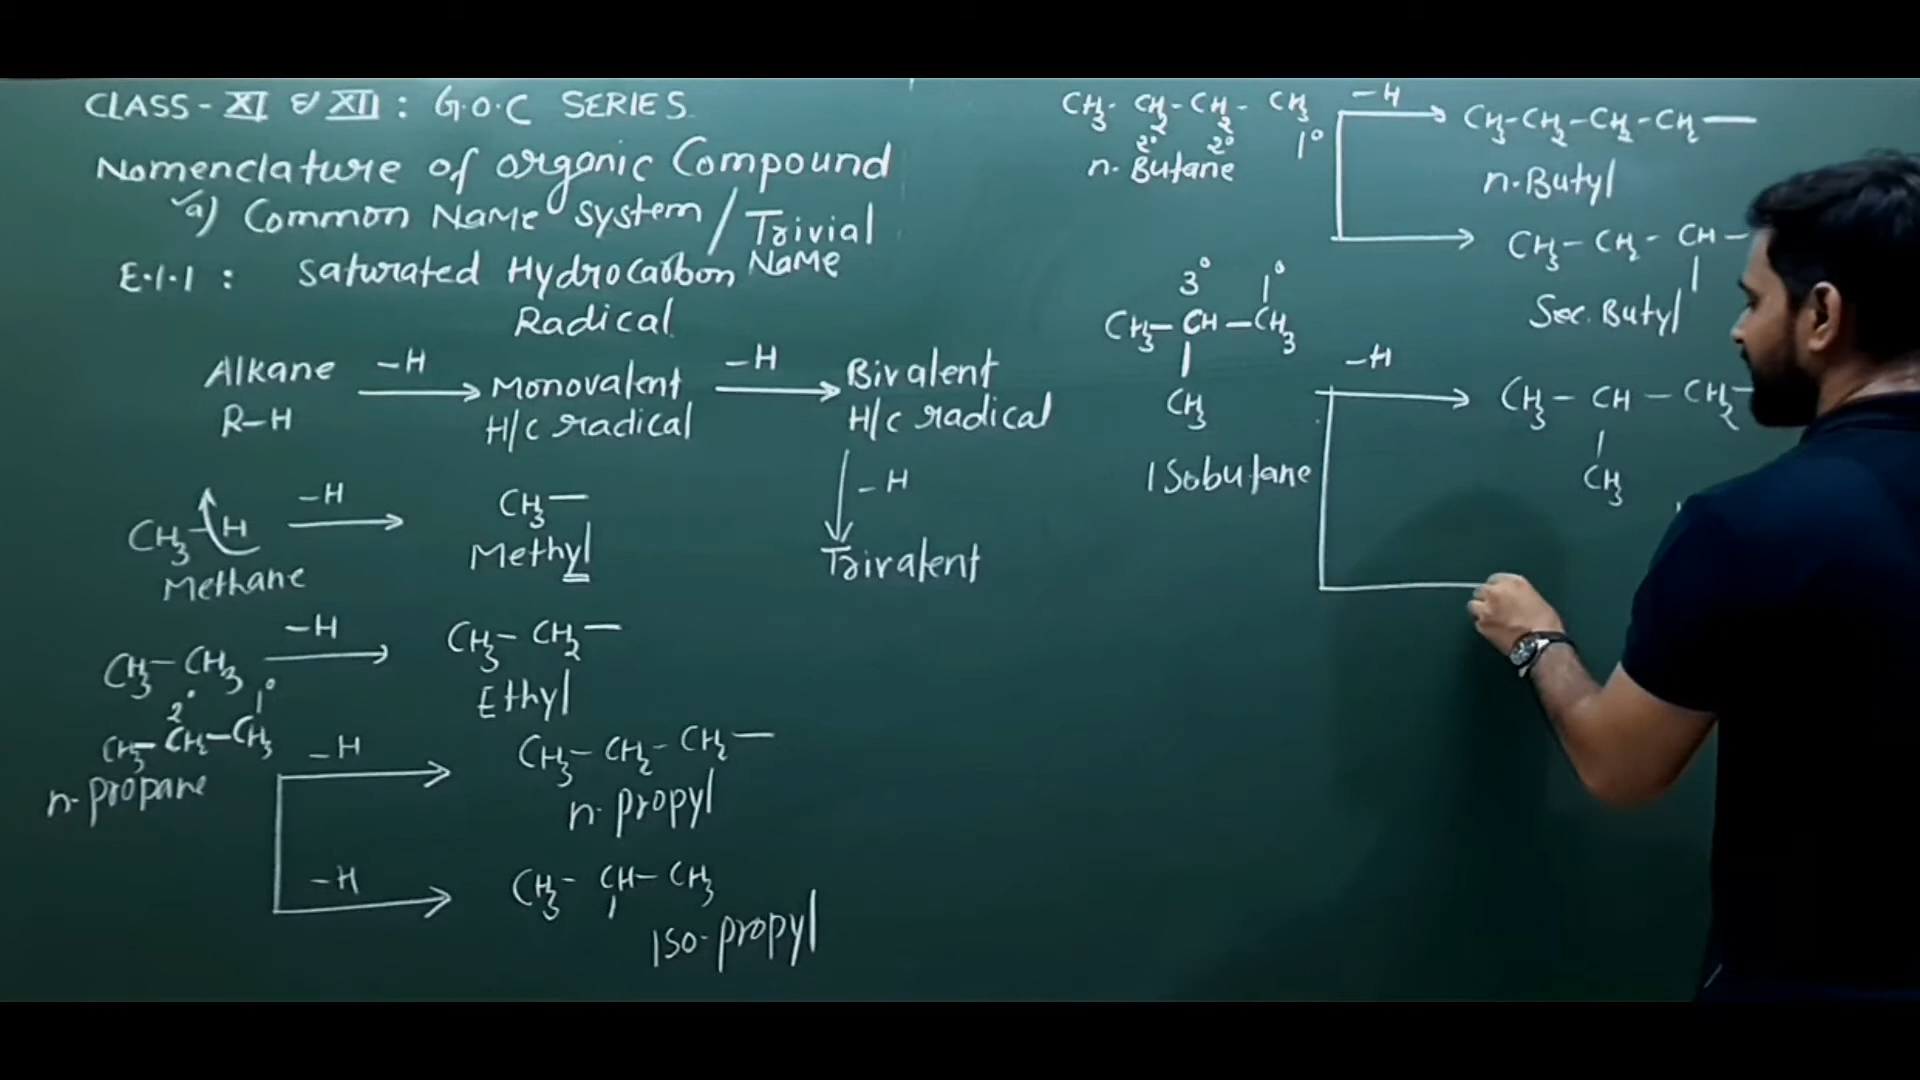 CLASS - XI & XII : G.O.C SERIES.
Nomenclature of organic Compound
a) Common Name System / Trivial Name
E.1.1 : Saturated Hydrocarbon Radical
Alkane -H Monovalent -H Bivalent
R-H H/C radical H/C radical
-H
Trivalent
CH3-H -H CH3-
Methane Methyl
CH3-CH3 -H CH3-CH2-
Ethyl
2° 1°
CH3-CH2-CH3 -H CH3-CH2-CH2-
n-propane n-propyl
-H CH3-CH-CH3
Iso-propyl
CH3-CH2-CH2-CH3 -H CH3-CH2-CH2-CH2-
2° 2° 1°
n-Butane n-Butyl
CH3-CH2-CH-
Sec. Butyl
3° 1°
CH3-CH-CH3
CH3
Isobutane
-H CH3-CH-CH2-
CH3